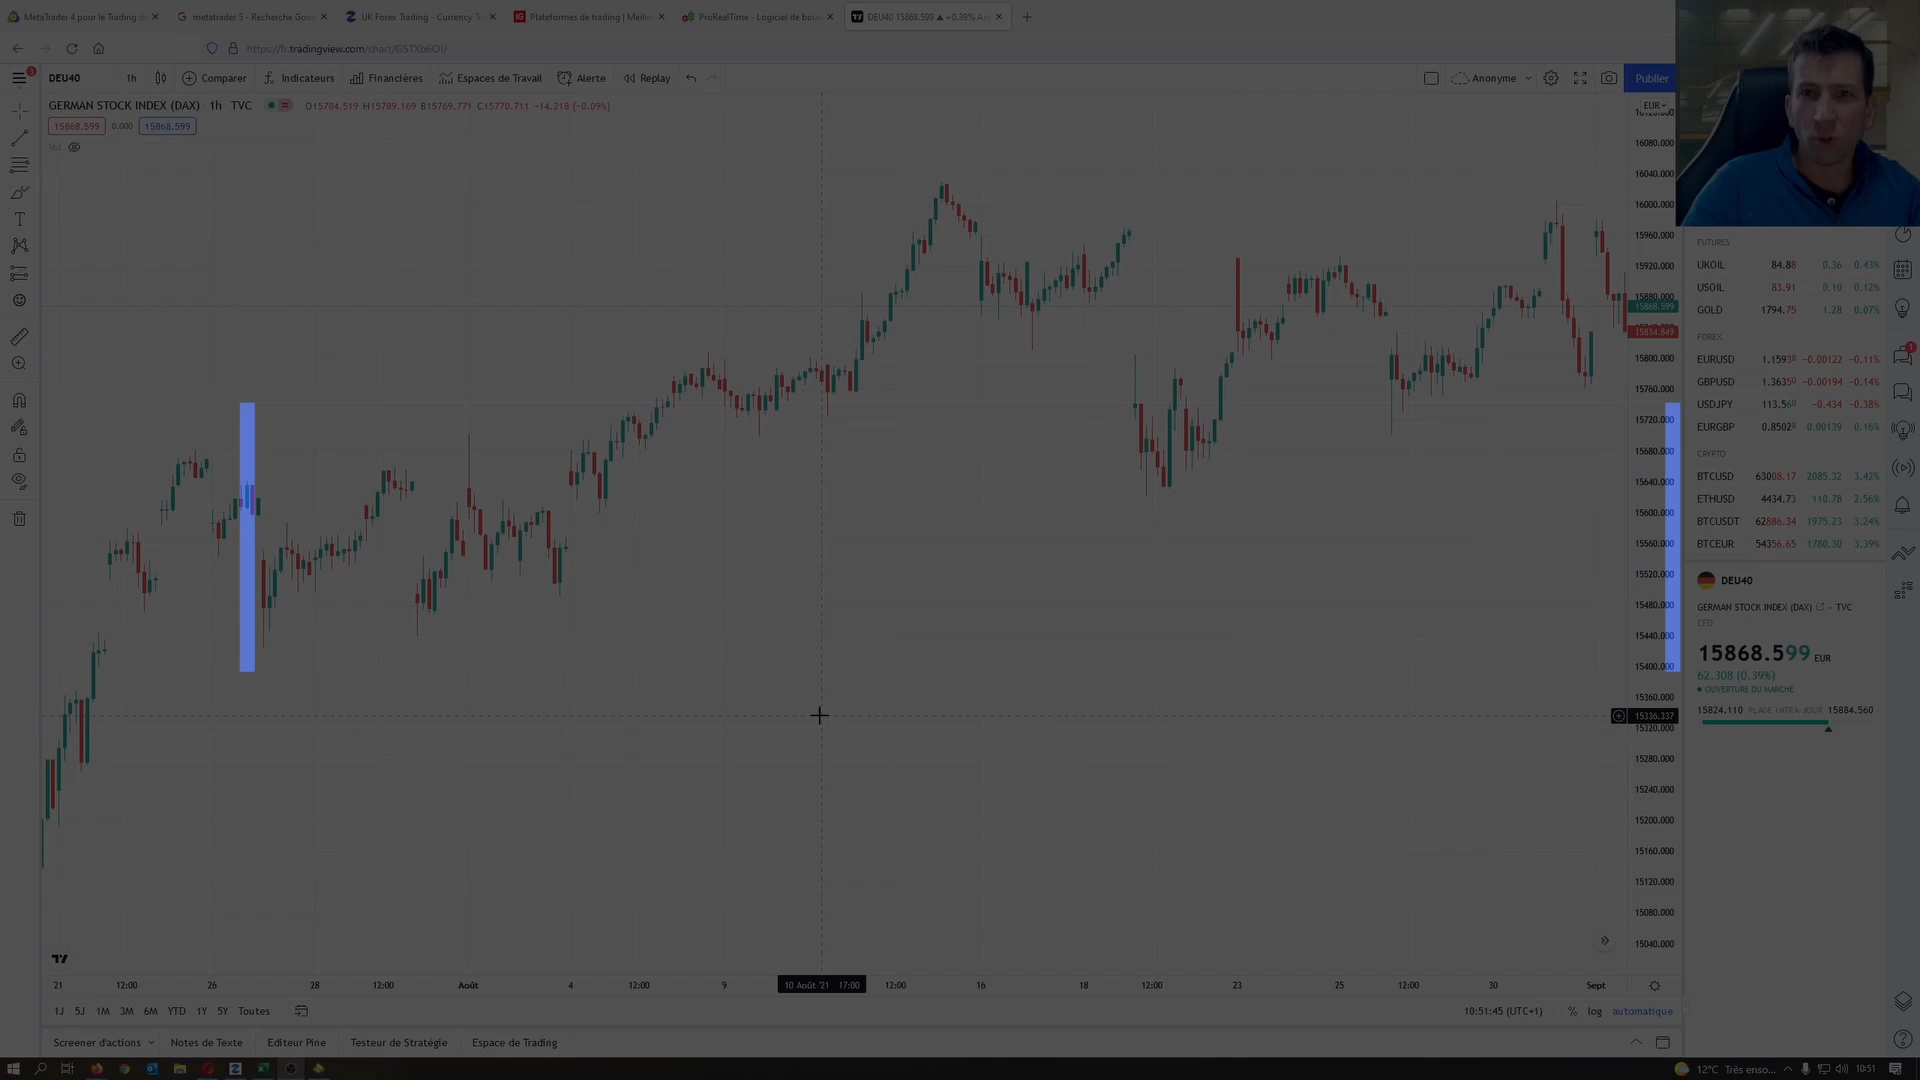 MetaTrader 4 pour le Trading d
metatrader 5 - Recherche Goog
UK Forex Trading - Currency T
IG Plateformes de trading | Meille
ProRealTime - Logiciel de bour
DEU40 15868.599 ▲ +0.39% An
https://fr.tradingview.com/chart/G5TXb6OI/
3
DEU40 1h Comparer Indicateurs Financières Espaces de Travail Alerte Replay Anonyme Publier
GERMAN STOCK INDEX (DAX) 1h TVC O15784.519 H15789.169 B15769.771 C15770.711 −14.218 (−0.09%)
EUR
15868.599 0.000 15868.599
Vol
16080.000
16040.000
16000.000
15960.000
15920.000
15880.000
15868.599
15834.849
15800.000
15760.000
15720.000
15680.000
15640.000
15600.000
15560.000
15520.000
15480.000
15440.000
15400.000
15360.000
15336.337
15320.000
15280.000
15240.000
15200.000
15160.000
15120.000
15080.000
15040.000
FUTURES
UKOIL 84.88 0.36 0.43%
USOIL 83.91 0.10 0.12%
GOLD 1794.75 1.28 0.07%
FOREX
EURUSD 1.15930 −0.00122 −0.11%
GBPUSD 1.36350 −0.00194 −0.14%
USDJPY 113.560 −0.434 −0.38%
EURGBP 0.85028 0.00139 0.16%
CRYPTO
BTCUSD 63008.17 2085.32 3.42%
ETHUSD 4434.73 110.78 2.56%
BTCUSDT 62886.34 1975.23 3.24%
BTCEUR 54356.65 1780.30 3.39%
1
DEU40
GERMAN STOCK INDEX (DAX) TVC
CFD
15868.599 EUR
62.308 (0.39%)
OUVERTURE DU MARCHÉ
15824.110 PLAGE INTRA-JOUR 15884.560
21 12:00 26 28 12:00 Août 4 12:00 9 10 Août '21 17:00 12:00 16 18 12:00 23 25 12:00 30 Sept
1J 5J 1M 3M 6M YTD 1Y 5Y Toutes 10:51:45 (UTC+1) % log automatique
Screener d'actions Notes de Texte Editeur Pine Testeur de Stratégie Espace de Trading
12°C Très enso... 10:51